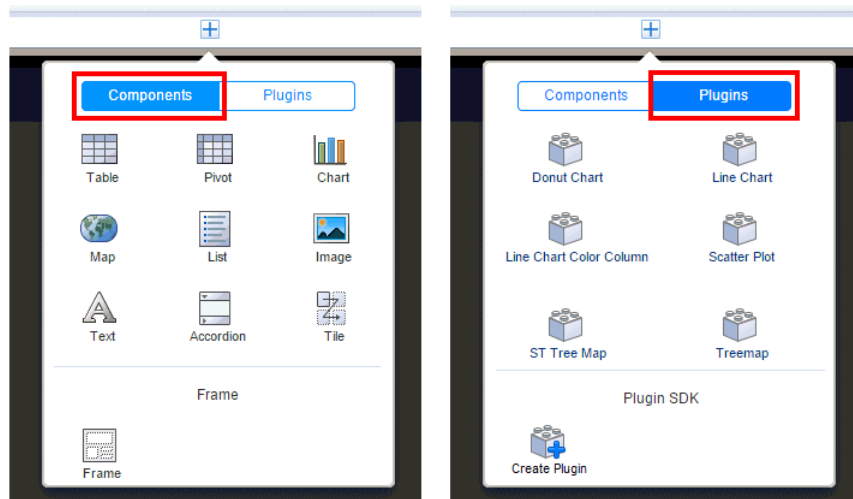 Components Plugins
Table Pivot Chart
Map List Image
Text Accordion Tile
Frame
Frame
Components Plugins
Donut Chart Line Chart
Line Chart Color Column Scatter Plot
ST Tree Map Treemap
Plugin SDK
Create Plugin